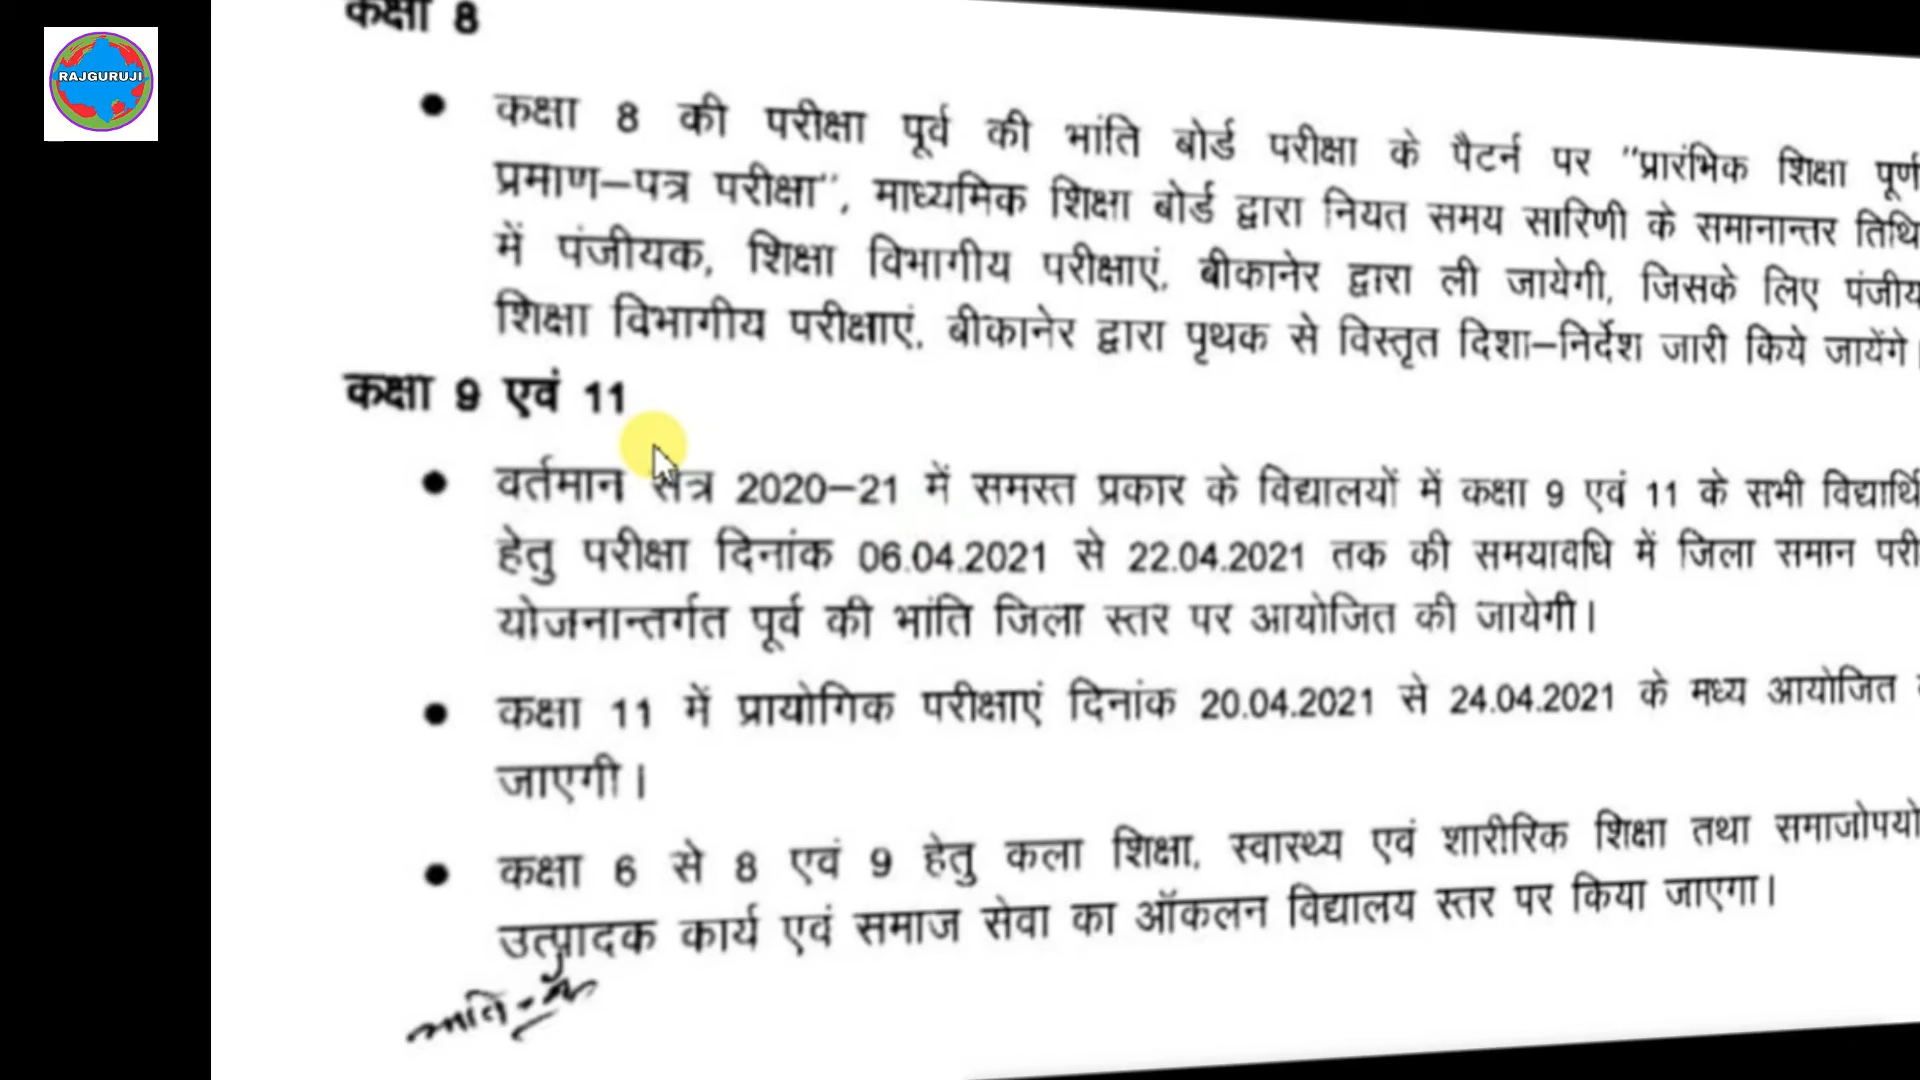 RAJGURUJI
कक्षा 8
कक्षा 8 की परीक्षा पूर्व की भांति बोर्ड परीक्षा के पैटर्न पर "प्रारंभिक शिक्षा पूर्ण
प्रमाण–पत्र परीक्षा", माध्यमिक शिक्षा बोर्ड द्वारा नियत समय सारिणी के समानान्तर तिथि
में पंजीयक, शिक्षा विभागीय परीक्षाएं, बीकानेर द्वारा ली जायेगी, जिसके लिए पंजीय
शिक्षा विभागीय परीक्षाएं, बीकानेर द्वारा पृथक से विस्तृत दिशा–निर्देश जारी किये जायेंगे।
कक्षा 9 एवं 11
वर्तमान सत्र 2020–21 में समस्त प्रकार के विद्यालयों में कक्षा 9 एवं 11 के सभी विद्यार्थि
हेतु परीक्षा दिनांक 06.04.2021 से 22.04.2021 तक की समयावधि में जिला समान परी
योजनान्तर्गत पूर्व की भांति जिला स्तर पर आयोजित की जायेगी।
कक्षा 11 में प्रायोगिक परीक्षाएं दिनांक 20.04.2021 से 24.04.2021 के मध्य आयोजित
जाएगी।
कक्षा 6 से 8 एवं 9 हेतु कला शिक्षा, स्वास्थ्य एवं शारीरिक शिक्षा तथा समाजोपयो
उत्पादक कार्य एवं समाज सेवा का ऑकलन विद्यालय स्तर पर किया जाएगा।